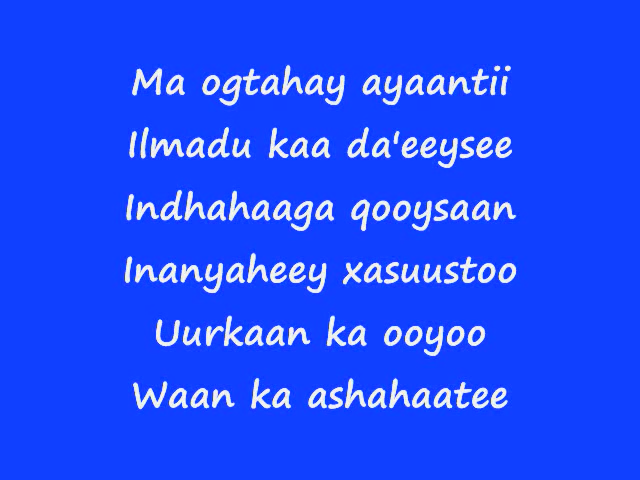 Ma ogtahay ayaantii
Ilmadu kaa da'eeysee
Indhahaaga qooysaan
Inanyaheey xasuustoo
Uurkaan ka ooyoo
Waan ka ashahaatee